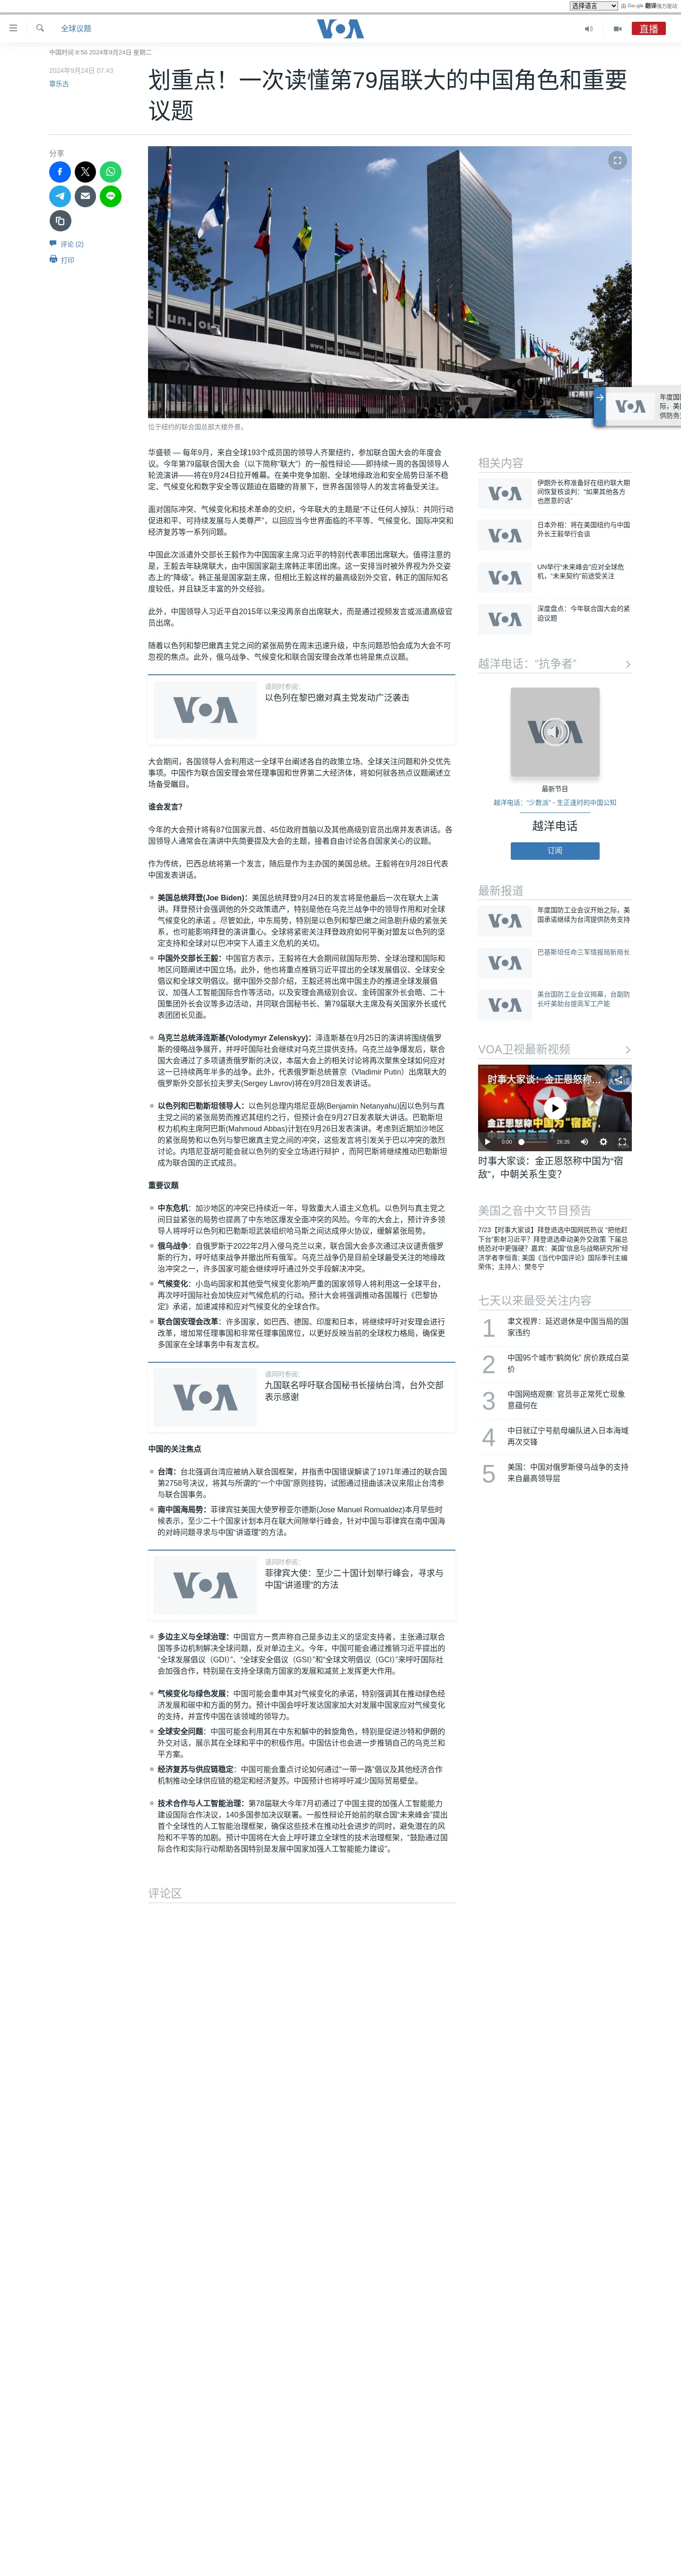 选择语言 由 Google 翻译强力驱动
全球议题
VOA
直播
中国时间 6:56 2024年9月24日 星期二
2024年9月24日 07:43
章乐古
划重点！一次读懂第79届联大的中国角色和重要
议题
分享
评论 (2)
打印
位于纽约的联合国总部大楼外景。
华盛顿 — 每年9月，来自全球193个成员国的领导人齐聚纽约，参加联合国大会的年度会
议。今年第79届联合国大会（以下简称“联大”）的一般性辩论——即持续一周的各国领导人
轮流演讲——将在9月24日拉开帷幕。在美中竞争加剧、全球地缘政治和安全局势日渐不稳
定、气候变化和数字安全等议题迫在眉睫的背景下，世界各国领导人的发言将备受关注。
面对国际冲突、气候变化和技术革命的交织，今年联大的主题是“不让任何人掉队：共同行动
促进和平、可持续发展与人类尊严”，以回应当今世界面临的不平等、气候变化、国际冲突和
经济复苏等一系列问题。
中国此次派遣外交部长王毅作为中国国家主席习近平的特别代表率团出席联大。值得注意的
是，王毅去年缺席联大，由中国国家副主席韩正率团出席。这一安排当时被外界视为外交姿
态上的“降级”。韩正虽是国家副主席，但相比王毅这样的最高级别外交官，韩正的国际知名
度较低，并且缺乏丰富的外交经验。
此外，中国领导人习近平自2015年以来没再亲自出席联大，而是通过视频发言或派遣高级官
员出席。
随着以色列和黎巴嫩真主党之间的紧张局势在周末迅速升级，中东问题恐怕会成为大会不可
忽视的焦点。此外，俄乌战争、气候变化和联合国安理会改革也将是焦点议题。
请同时参阅：
以色列在黎巴嫩对真主党发动广泛袭击
大会期间，各国领导人会利用这一全球平台阐述各自的政策立场、全球关注问题和外交优先
事项。中国作为联合国安理会常任理事国和世界第二大经济体，将如何就各热点议题阐述立
场备受瞩目。
谁会发言？
今年的大会预计将有87位国家元首、45位政府首脑以及其他高级别官员出席并发表讲话。各
国领导人通常会在演讲中先简要提及大会的主题，接着自由讨论各自国家关心的议题。
作为传统，巴西总统将第一个发言，随后是作为主办国的美国总统。王毅将在9月28日代表
中国发表讲话。
美国总统拜登(Joe Biden)：美国总统拜登9月24日的发言将是他最后一次在联大上演
讲。拜登预计会强调他的外交政策遗产，特别是他在乌克兰战争中的领导作用和对全球
气候变化的承诺 。尽管如此，中东局势，特别是以色列和黎巴嫩之间急剧升级的紧张关
系，也可能影响拜登的演讲重心。全球将紧密关注拜登政府如何平衡对盟友以色列的坚
定支持和全球对以巴冲突下人道主义危机的关切。
中国外交部长王毅：中国官方表示，王毅将在大会期间就国际形势、全球治理和国际和
地区问题阐述中国立场。此外，他也将重点推销习近平提出的全球发展倡议、全球安全
倡议和全球文明倡议。据中国外交部介绍，王毅还将出席中国主办的推进全球发展倡
议、加强人工智能国际合作等活动，以及安理会高级别会议、金砖国家外长会晤、二十
国集团外长会议等多边活动，并同联合国秘书长、第79届联大主席及有关国家外长或代
表团团长见面。
乌克兰总统泽连斯基(Volodymyr Zelenskyy)：泽连斯基在9月25日的演讲将围绕俄罗
斯的侵略战争展开，并呼吁国际社会继续对乌克兰提供支持。乌克兰战争爆发后，联合
国大会通过了多项谴责俄罗斯的决议，本届大会上的相关讨论将再次聚焦全球如何应对
这一已持续两年半多的战争。此外，代表俄罗斯总统普京（Vladimir Putin）出席联大的
俄罗斯外交部长拉夫罗夫(Sergey Lavrov)将在9月28日发表讲话。
以色列和巴勒斯坦领导人：以色列总理内塔尼亚胡(Benjamin Netanyahu)因以色列与真
主党之间的紧张局势而推迟其纽约之行，但预计会在9月27日发表联大讲话。巴勒斯坦
权力机构主席阿巴斯(Mahmoud Abbas)计划在9月26日发表演讲。考虑到近期加沙地区
的紧张局势和以色列与黎巴嫩真主党之间的冲突，这些发言将引发关于巴以冲突的激烈
讨论。内塔尼亚胡可能会就以色列的安全立场进行辩护，而阿巴斯将继续推动巴勒斯坦
成为联合国的正式成员。
重要议题
中东危机：加沙地区的冲突已持续近一年，导致重大人道主义危机。以色列与真主党之
间日益紧张的局势也提高了中东地区爆发全面冲突的风险。今年的大会上，预计许多领
导人将呼吁以色列和巴勒斯坦武装组织哈马斯之间达成停火协议，缓解紧张局势。
俄乌战争：自俄罗斯于2022年2月入侵乌克兰以来，联合国大会多次通过决议谴责俄罗
斯的行为，呼吁结束战争并撤出所有俄军。乌克兰战争仍是目前全球最受关注的地缘政
治冲突之一，许多国家可能会继续呼吁通过外交手段解决冲突。
气候变化：小岛屿国家和其他受气候变化影响严重的国家领导人将利用这一全球平台，
再次呼吁国际社会加快应对气候危机的行动。预计大会将强调推动各国履行《巴黎协
定》承诺，加速减排和应对气候变化的全球合作。
联合国安理会改革：许多国家，如巴西、德国、印度和日本，将继续呼吁对安理会进行
改革，增加常任理事国和非常任理事国席位，以更好反映当前的全球权力格局，确保更
多国家在全球事务中有发言权。
请同时参阅：
九国联名呼吁联合国秘书长接纳台湾，台外交部
表示感谢
中国的关注焦点
台湾：台北强调台湾应被纳入联合国框架，并指责中国错误解读了1971年通过的联合国
第2758号决议，将其与所谓的“一个中国”原则挂钩，试图通过扭曲该决议来阻止台湾参
与联合国事务。
南中国海局势：菲律宾驻美国大使罗穆亚尔德斯(Jose Manuel Romualdez)本月早些时
候表示，至少二十个国家计划本月在联大间隙举行峰会，针对中国与菲律宾在南中国海
的对峙问题寻求与中国“讲道理”的方法。
请同时参阅：
菲律宾大使：至少二十国计划举行峰会，寻求与
中国“讲道理”的方法
多边主义与全球治理：中国官方一贯声称自己是多边主义的坚定支持者，主张通过联合
国等多边机制解决全球问题，反对单边主义。今年，中国可能会通过推销习近平提出的
“全球发展倡议（GDI）”、“全球安全倡议（GSI）”和“全球文明倡议（GCI）”来呼吁国际社
会加强合作，特别是在支持全球南方国家的发展和减贫上发挥更大作用。
气候变化与绿色发展：中国可能会重申其对气候变化的承诺，特别强调其在推动绿色经
济发展和碳中和方面的努力。预计中国会呼吁发达国家加大对发展中国家应对气候变化
的支持，并宣传中国在该领域的领导力。
全球安全问题：中国可能会利用其在中东和解中的斡旋角色，特别是促进沙特和伊朗的
外交对话，展示其在全球和平中的积极作用。中国估计也会进一步推销自己的乌克兰和
平方案。
经济复苏与供应链稳定：中国可能会重点讨论如何通过“一带一路”倡议及其他经济合作
机制推动全球供应链的稳定和经济复苏。中国预计也将呼吁减少国际贸易壁垒。
技术合作与人工智能治理：第78届联大今年7月初通过了中国主提的加强人工智能能力
建设国际合作决议，140多国参加决议联署。一般性辩论开始前的联合国“未来峰会”提出
首个全球性的人工智能治理框架，确保这些技术在推动社会进步的同时，避免潜在的风
险和不平等的加剧。预计中国将在大会上呼吁建立全球性的技术治理框架，“鼓励通过国
际合作和实际行动帮助各国特别是发展中国家加强人工智能能力建设”。
评论区
相关内容
伊朗外长称准备好在纽约联大期
间恢复核谈判：“如果其他各方
也愿意的话”
日本外相：将在美国纽约与中国
外长王毅举行会谈
UN举行“未来峰会”应对全球危
机，“未来契约”前途受关注
深度盘点：今年联合国大会的紧
迫议题
越洋电话：“抗争者”
最新节目
越洋电话：“少数派” - 生正逢时的中国公知
越洋电话
订阅
最新报道
年度国防工业会议开始之际，美
国承诺继续为台湾提供防务支持
巴基斯坦任命三军情报局新局长
美台国防工业会议揭幕，台副防
长吁美助台提高军工产能
VOA卫视最新视频
时事大家谈：金正恩怒称…
0:00 26:35
时事大家谈：金正恩怒称中国为“宿
敌”，中朝关系生变？
美国之音中文节目预告
7/23【时事大家谈】拜登退选中国网民热议 “把他赶
下台”影射习近平？拜登退选牵动美外交政策 下届总
统恐对中更强硬？嘉宾：美国“信息与战略研究所”经
济学者李恒青; 美国《当代中国评论》国际季刊主编
荣伟；主持人：樊冬宁
七天以来最受关注内容
1 聿文视界：延迟退休是中国当局的国
家违约
2 中国95个城市“鹤岗化” 房价跌成白菜
价
3 中国网络观察: 官员非正常死亡现象
意蕴何在
4 中日就辽宁号航母编队进入日本海域
再次交锋
5 美国：中国对俄罗斯侵乌战争的支持
来自最高领导层